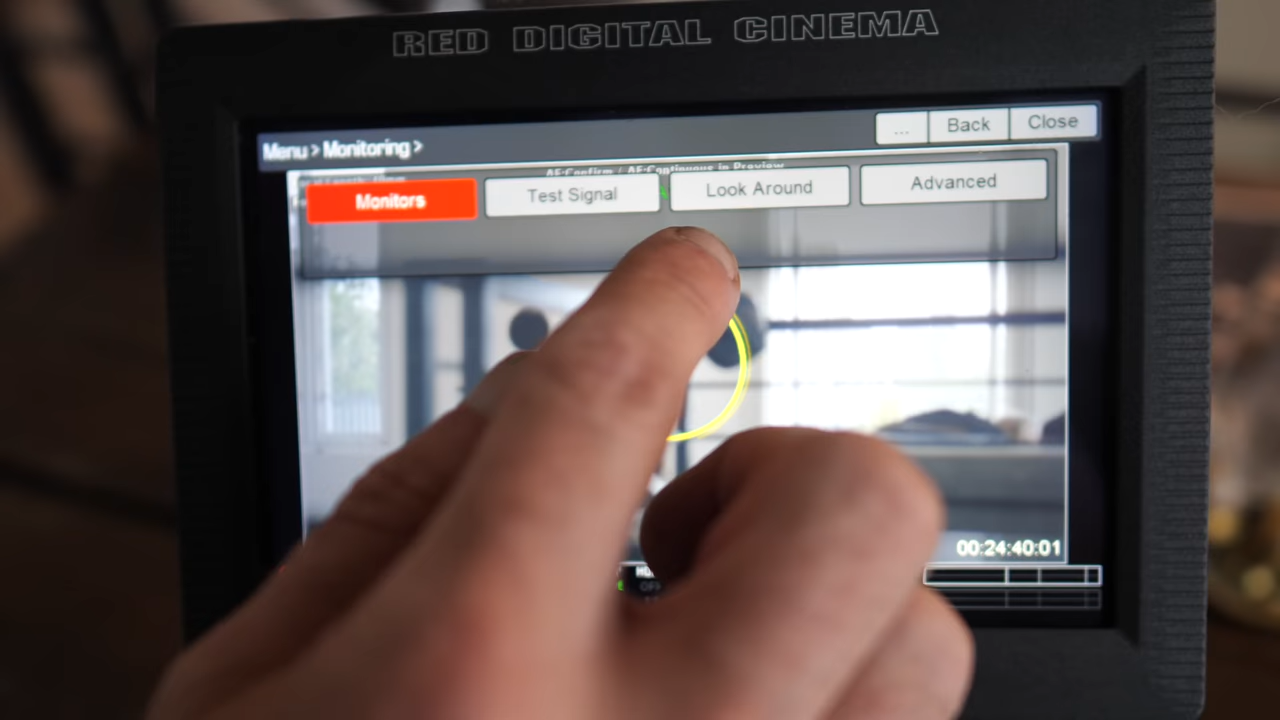 RED DIGITAL CINEMA
Menu > Monitoring >
... Back Close
AF:Confirm / AF:Continuous in Preview
Monitors Test Signal Look Around Advanced
00:24:40:01